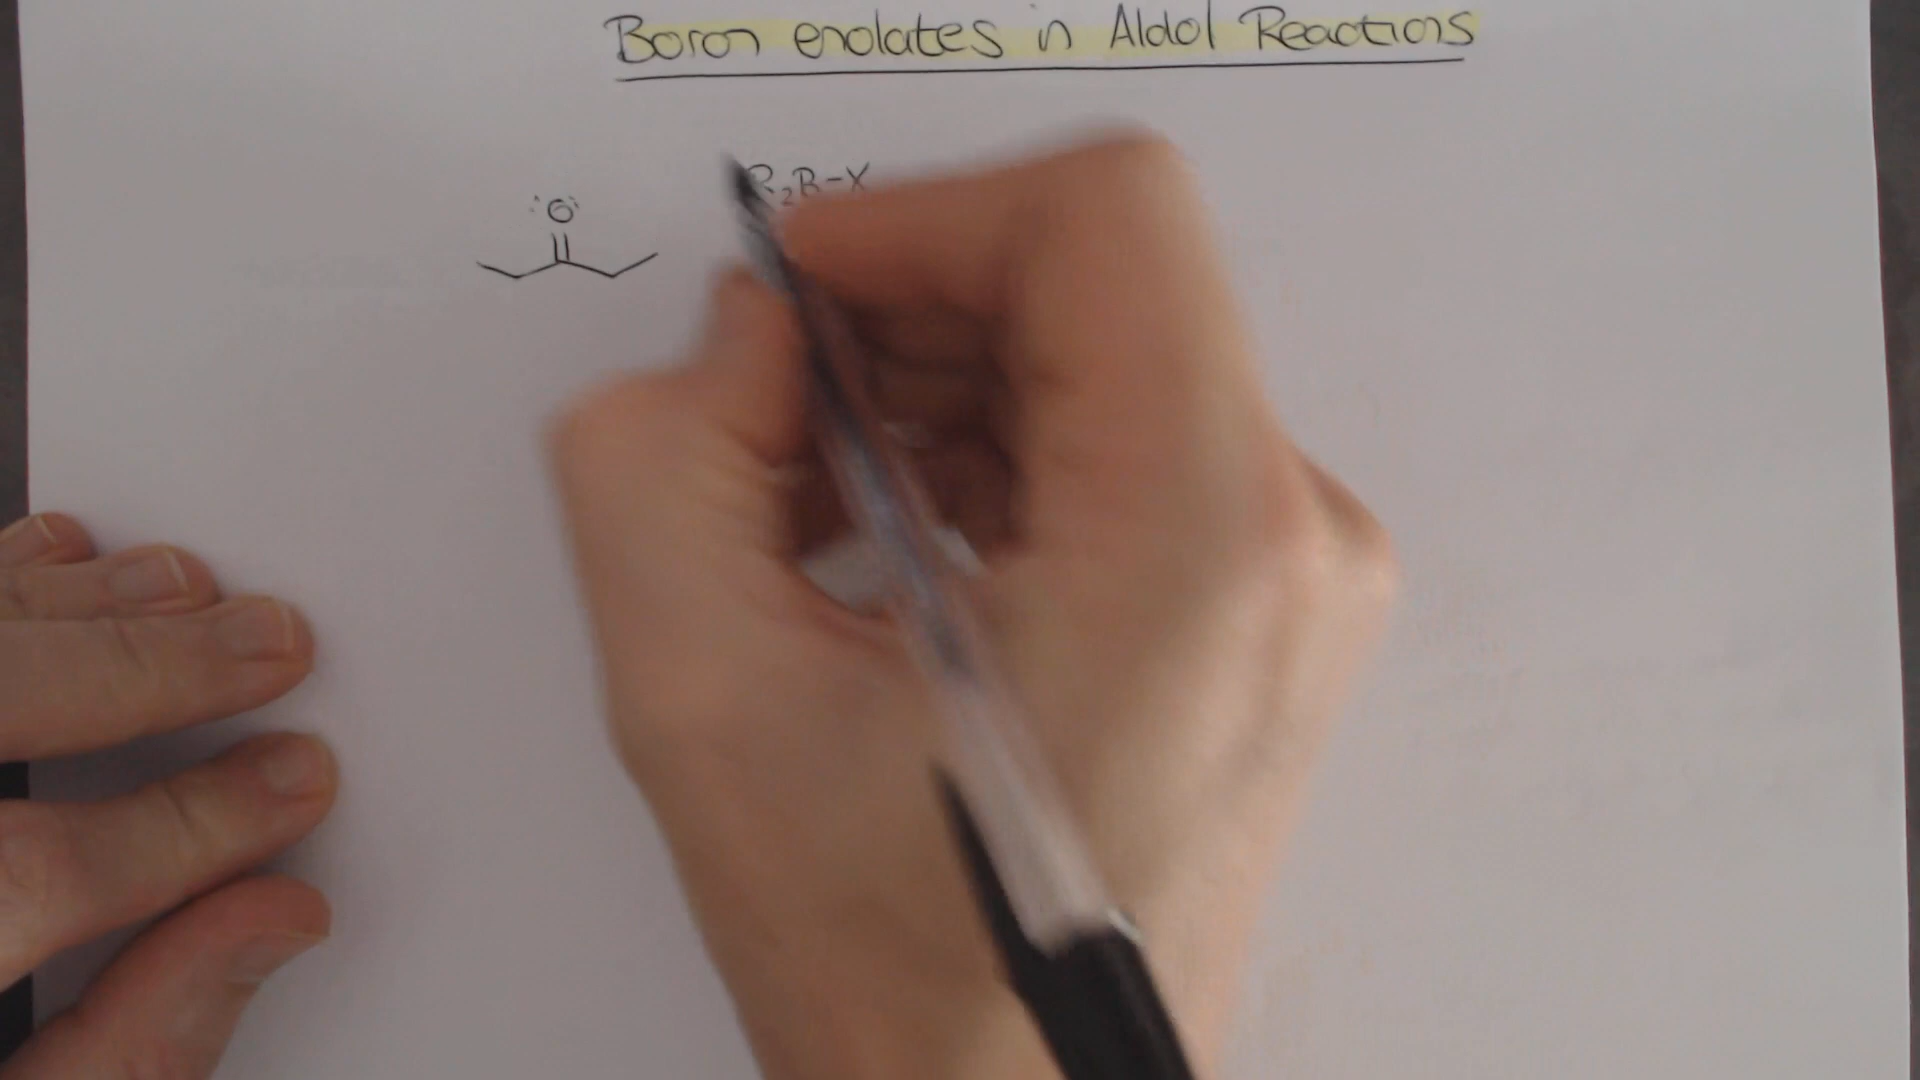 Boron enolates in Aldol Reactions
R₂B-X
:O: